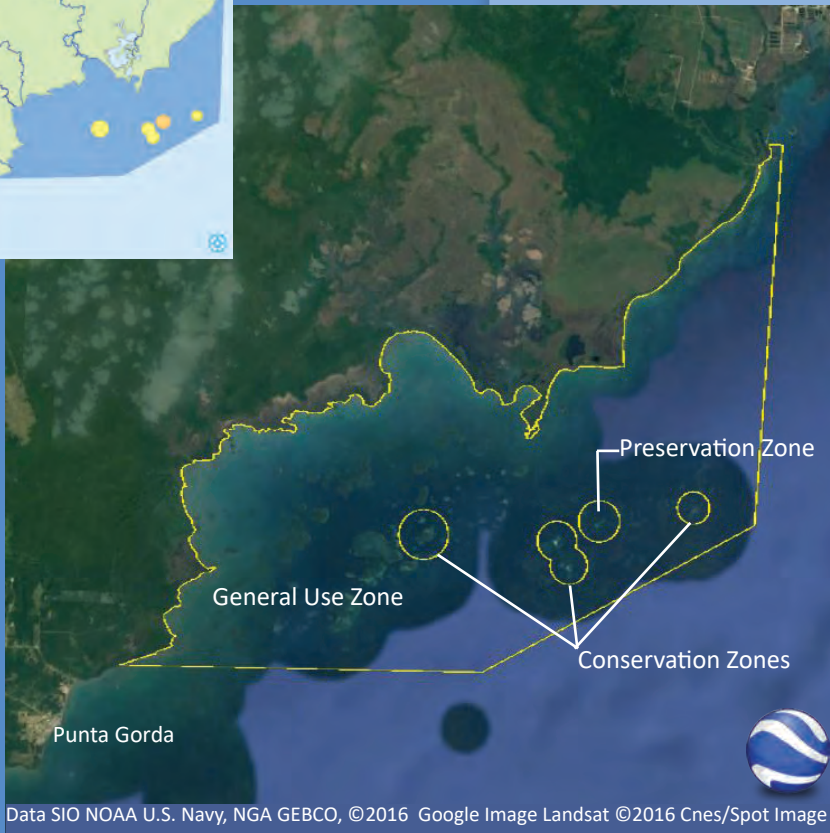 Preservation Zone
General Use Zone
Conservation Zones
Punta Gorda
Data SIO NOAA U.S. Navy, NGA GEBCO, ©2016 Google Image Landsat ©2016 Cnes/Spot Image